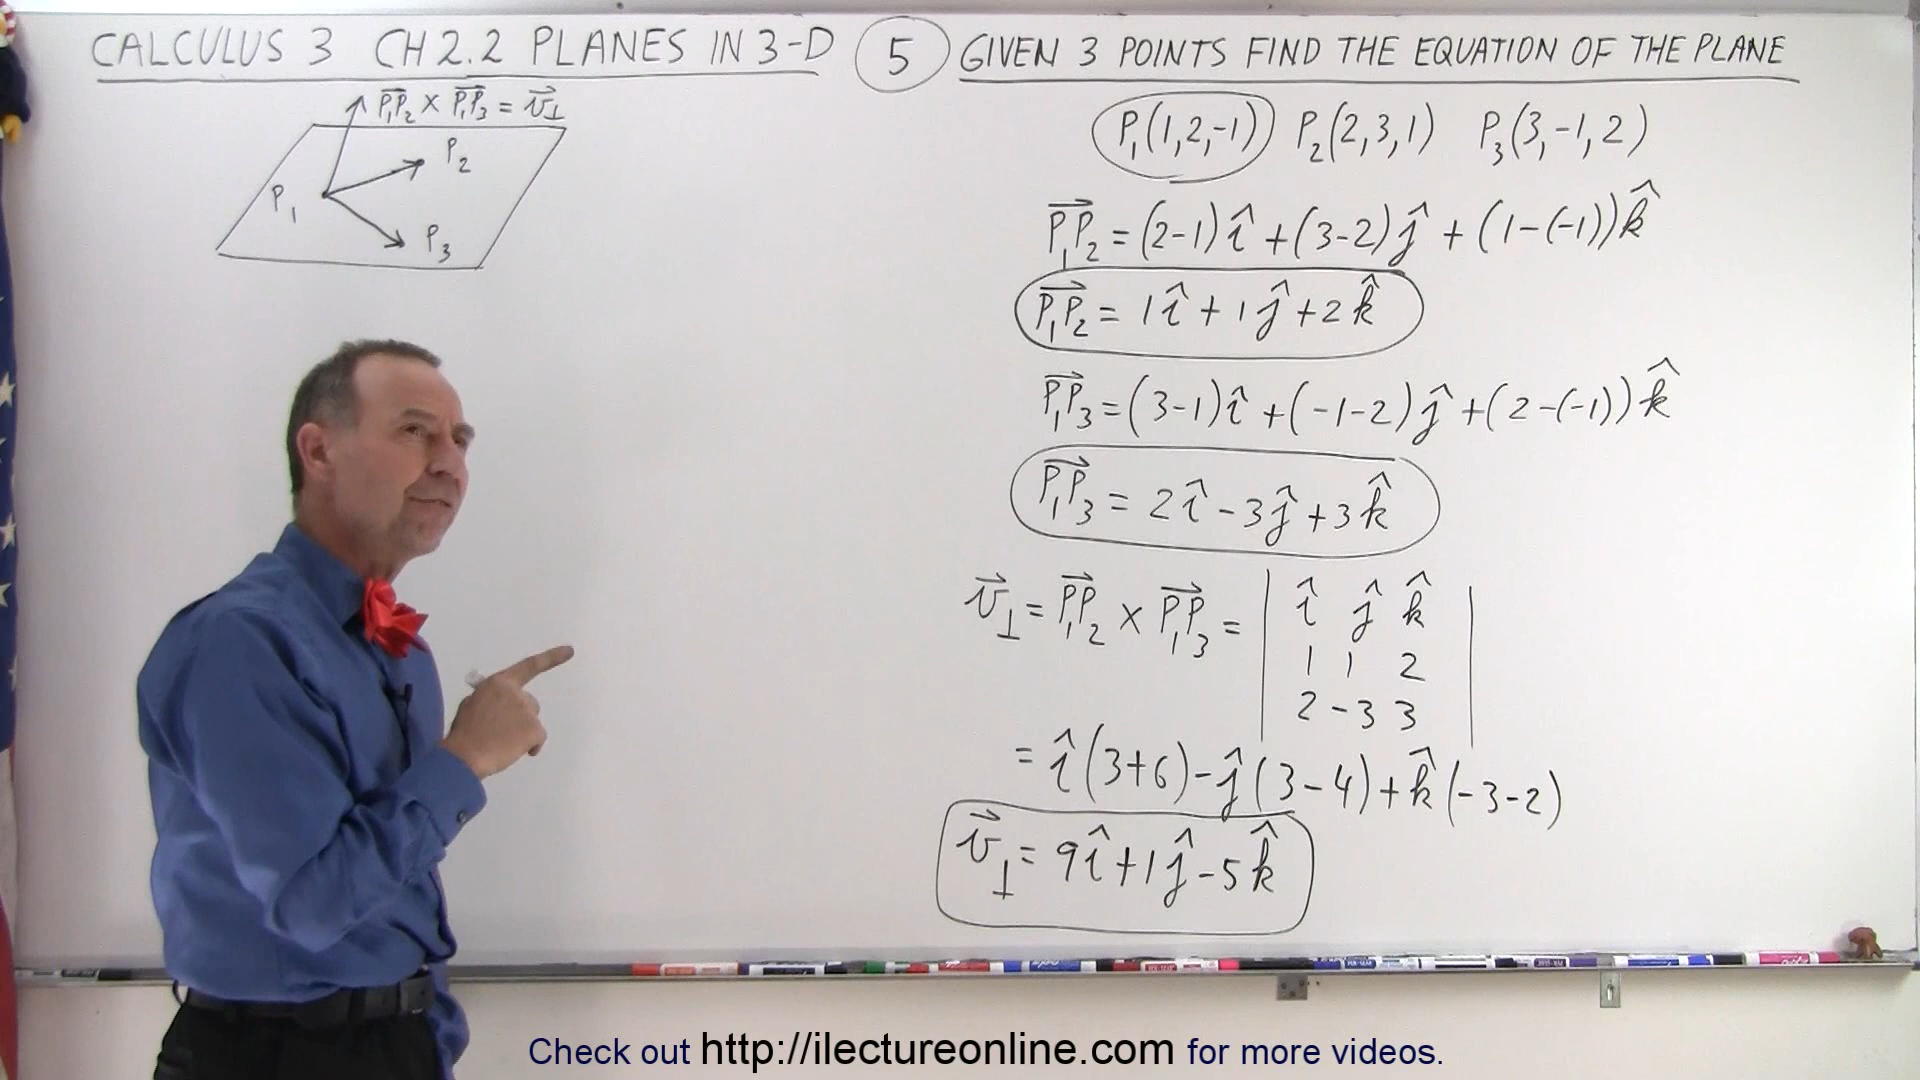 CALCULUS 3 CH 2.2 PLANES IN 3-D 5 GIVEN 3 POINTS FIND THE EQUATION OF THE PLANE
P₁P₂ × P₁P₃ = v⃗⊥
P₁
P₂
P₃
P₁(1,2,-1) P₂(2,3,1) P₃(3,-1,2)
P₁P₂ = (2-1)î + (3-2)ĵ + (1-(-1))k̂
P₁P₂ = 1î + 1ĵ + 2k̂
P₁P₃ = (3-1)î + (-1-2)ĵ + (2-(-1))k̂
P₁P₃ = 2î - 3ĵ + 3k̂
v⃗⊥ = P₁P₂ × P₁P₃ = | î ĵ k̂ |
1 1 2
2 -3 3
= î(3+6) - ĵ(3-4) + k̂(-3-2)
v⃗⊥ = 9î + 1ĵ - 5k̂
Check out http://ilectureonline.com for more videos.